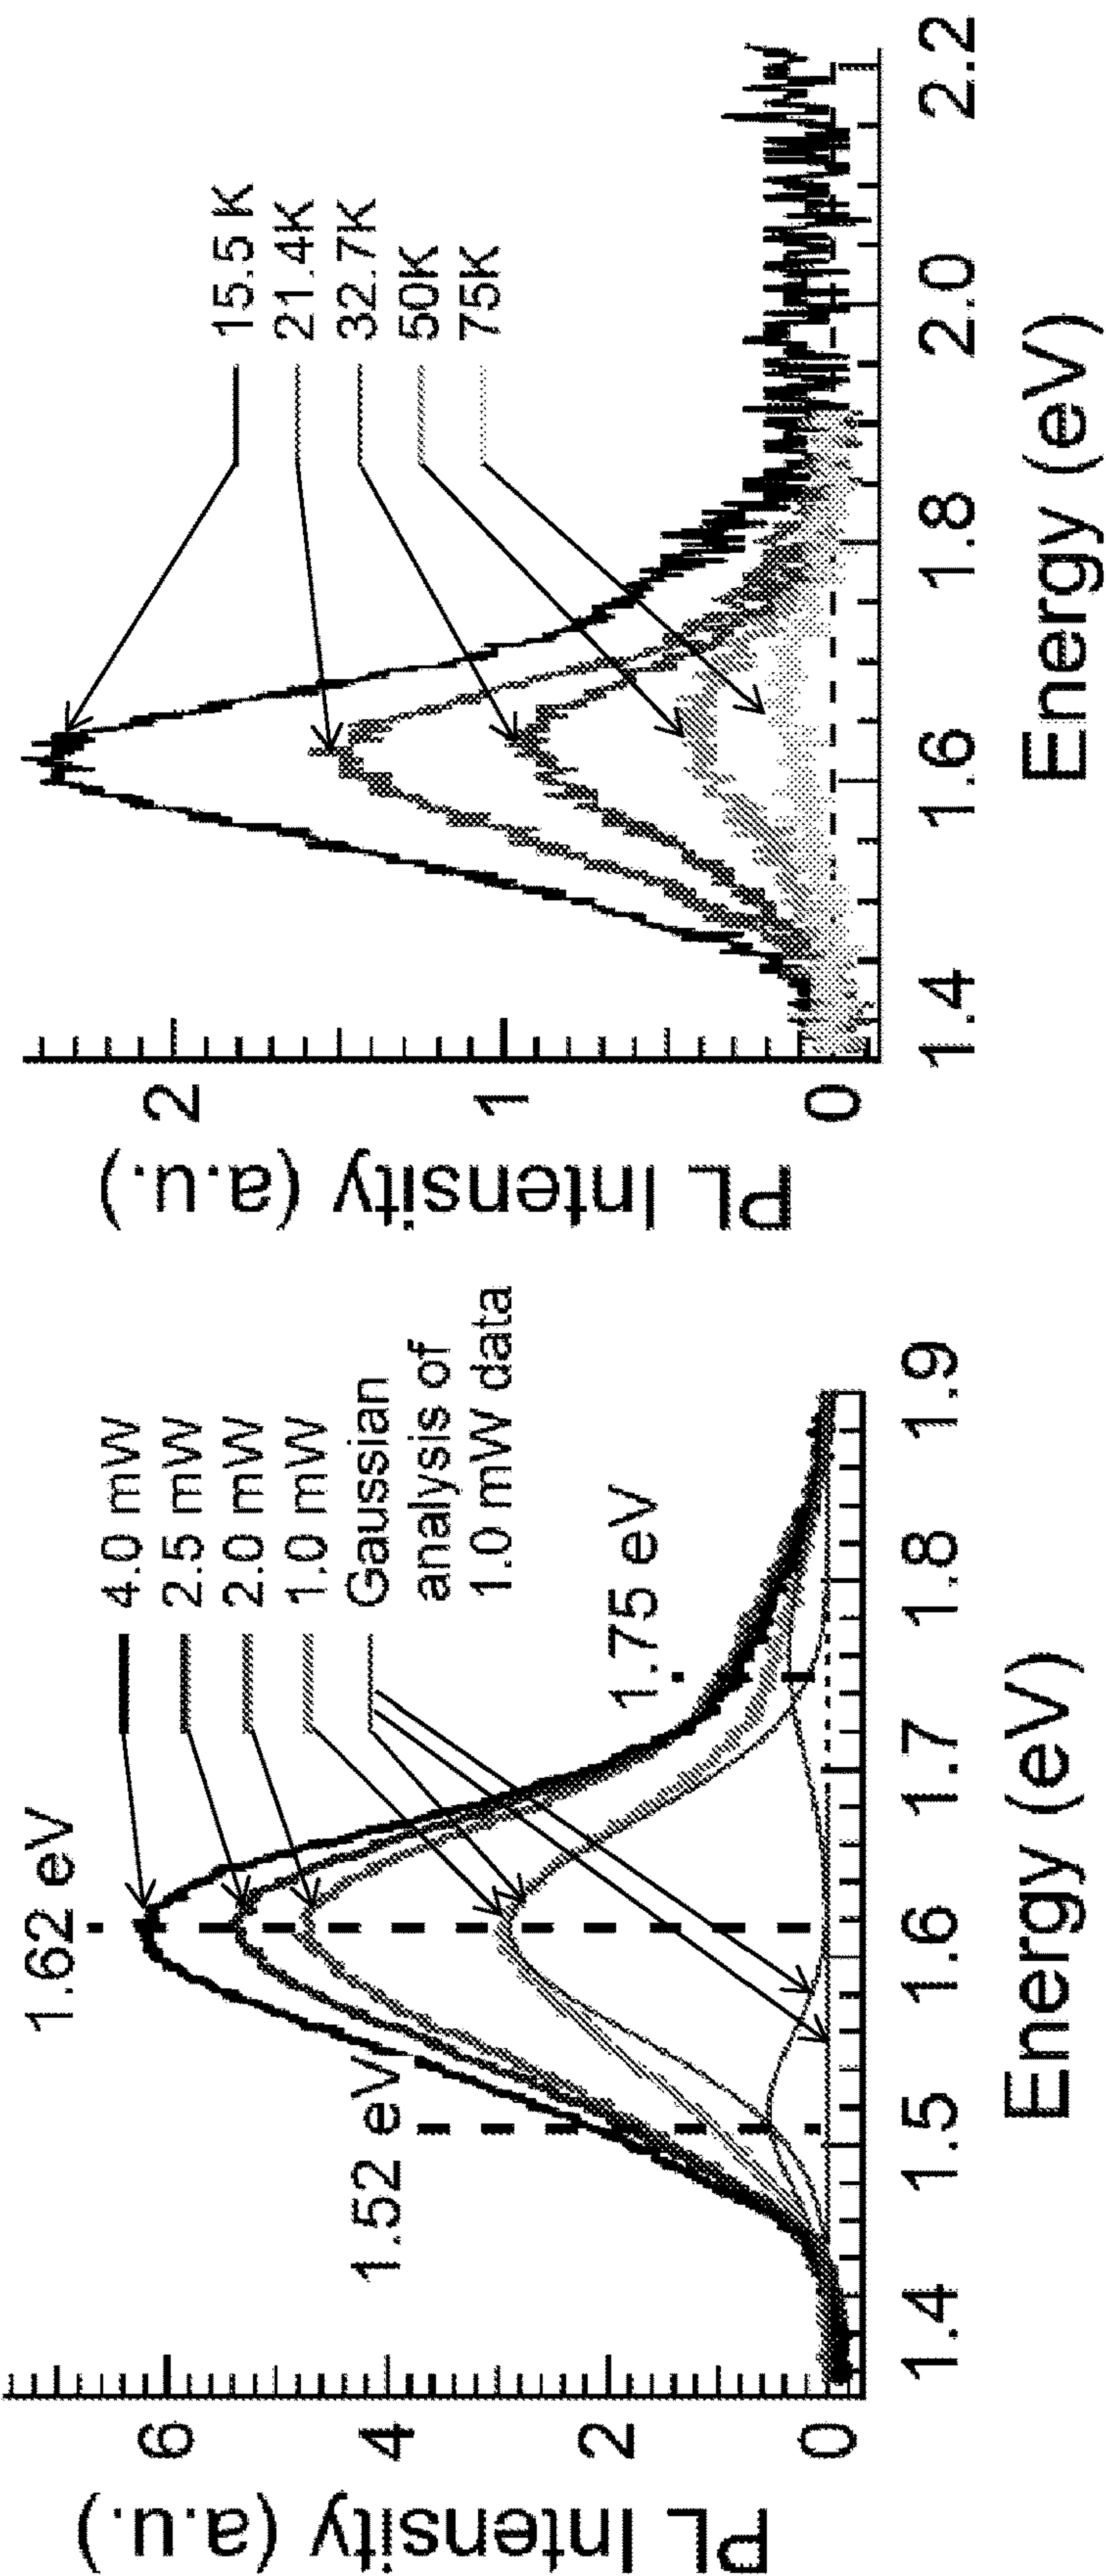 PL Intensity (a.u.)
6
4
2
0
1.62 eV
1.52 eV
1.75 eV
4.0 mW
2.5 mW
2.0 mW
1.0 mW
Gaussian
analysis of
1.0 mW data
1.4
1.5
1.6
1.7
1.8
1.9
Energy (eV)
PL Intensity (a.u.)
2
1
0
15.5 K
21.4K
32.7K
50K
75K
1.4
1.6
1.8
2.0
2.2
Energy (eV)